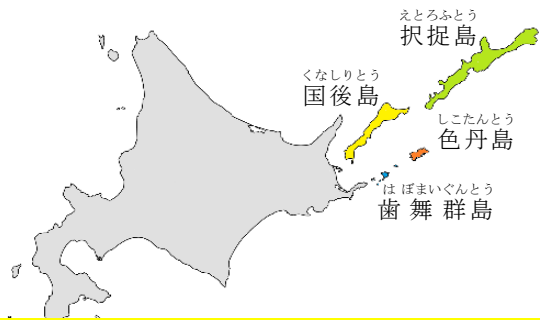 えとろふとう
択捉島
くなしりとう
国後島
しこたんとう
色丹島
はぼまいぐんとう
歯舞群島